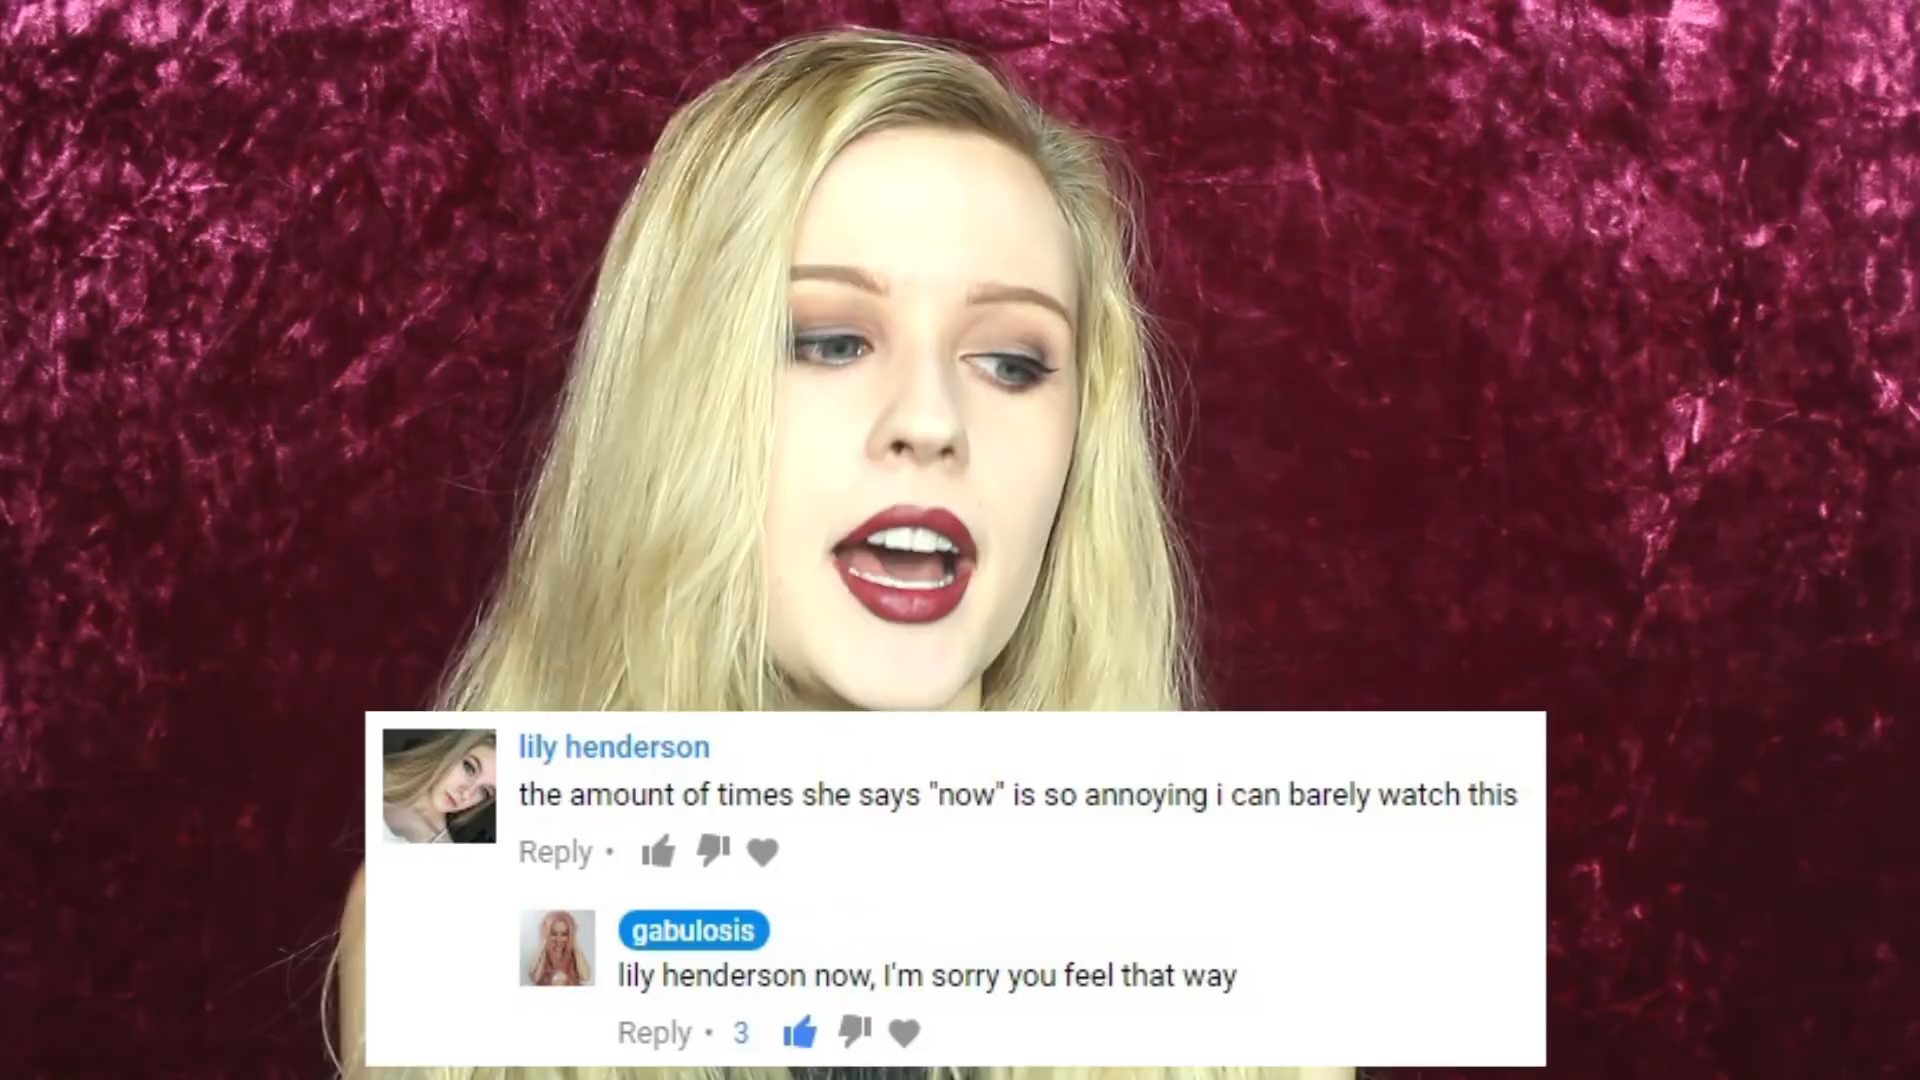 lily henderson
the amount of times she says "now" is so annoying i can barely watch this
Reply •
gabulosis
lily henderson now, I'm sorry you feel that way
Reply • 3